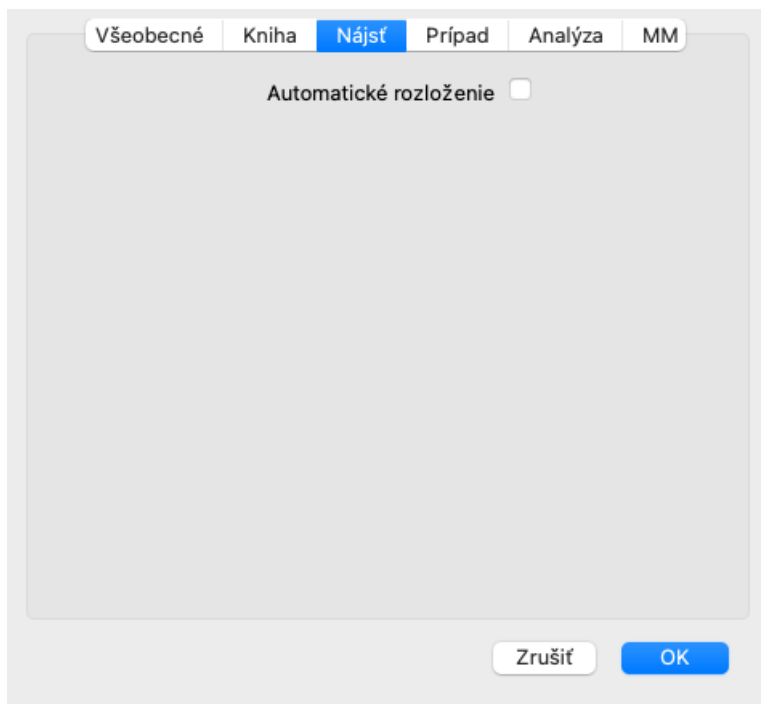 Všeobecné Kniha Nájsť Prípad Analýza MM
Automatické rozloženie
Zrušiť OK